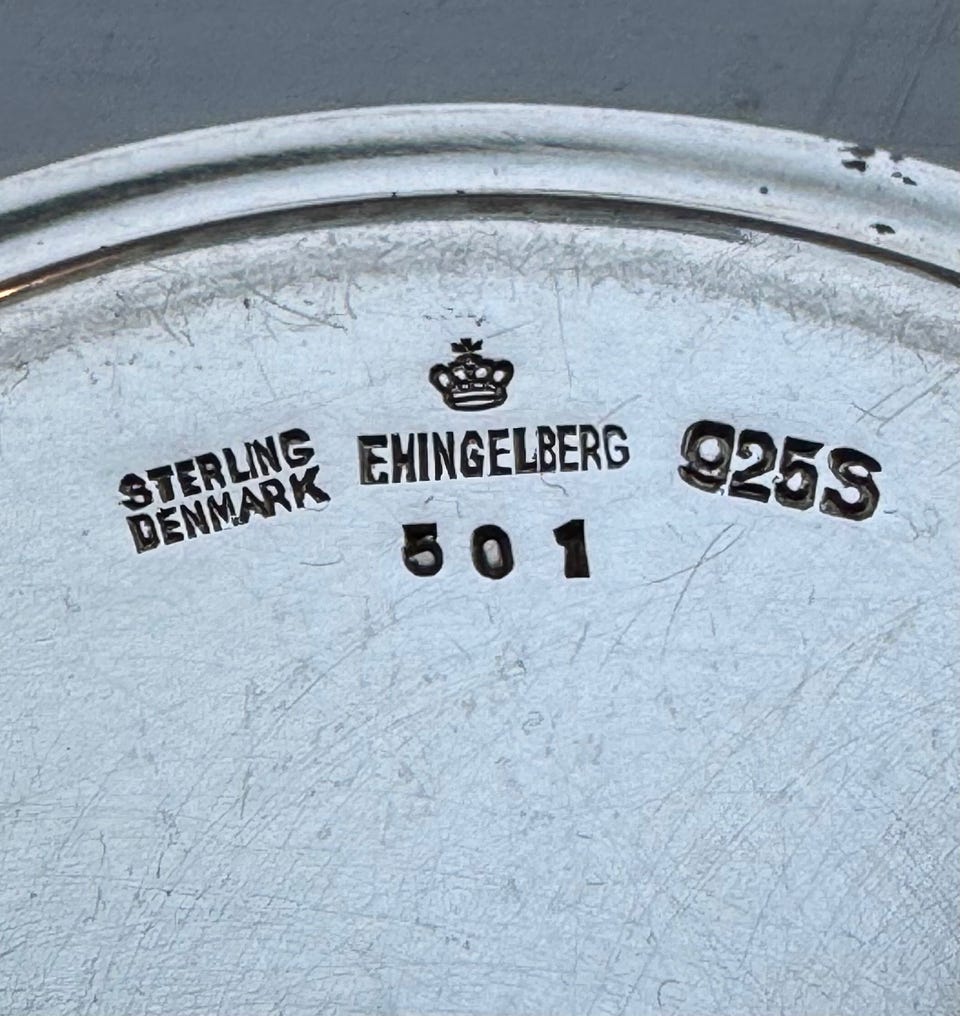 STERLING
DENMARK
EHINGELBERG
501
925S